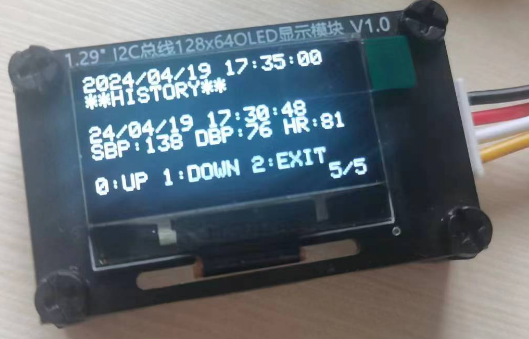 1.29" I2C总线128x64OLED显示模块 V1.0
2024/04/19 17:35:00
**HISTORY**
24/04/19 17:30:48
SBP:138 DBP:76 HR:81
0:UP 1:DOWN 2:EXIT
5/5